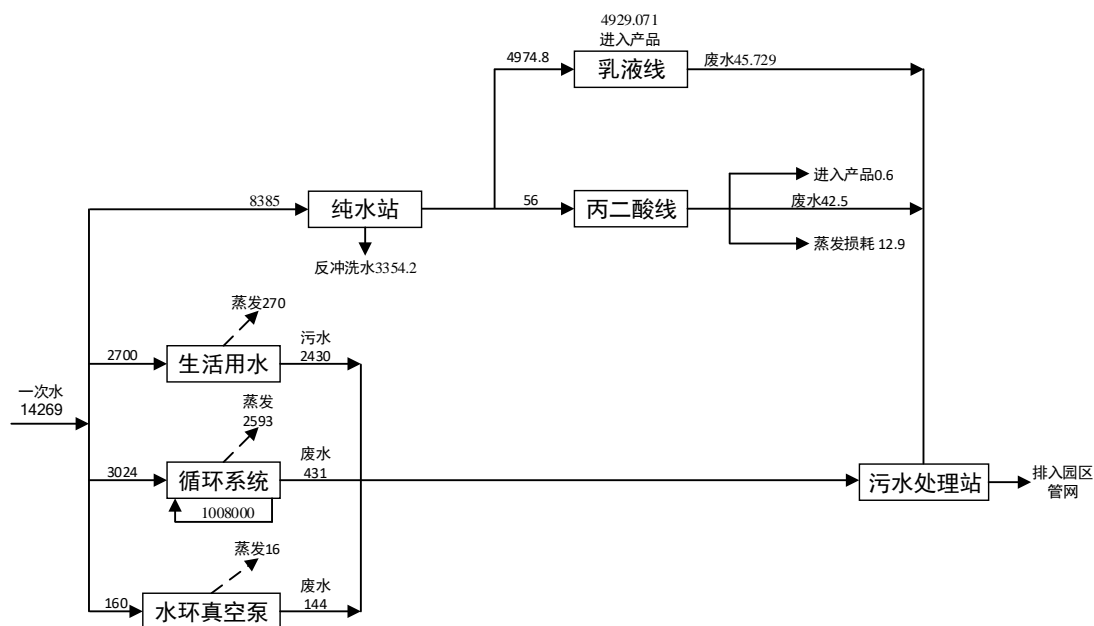 4929.071
进入产品
4974.8
乳液线
废水45.729
进入产品0.6
8385
纯水站
56
丙二酸线
废水42.5
蒸发损耗 12.9
反冲洗水3354.2
蒸发270
污水
2700
生活用水
2430
一次水
14269
蒸发
2593
废水
3024
循环系统
431
1008000
污水处理站
排入园区
管网
蒸发16
废水
160
水环真空泵
144